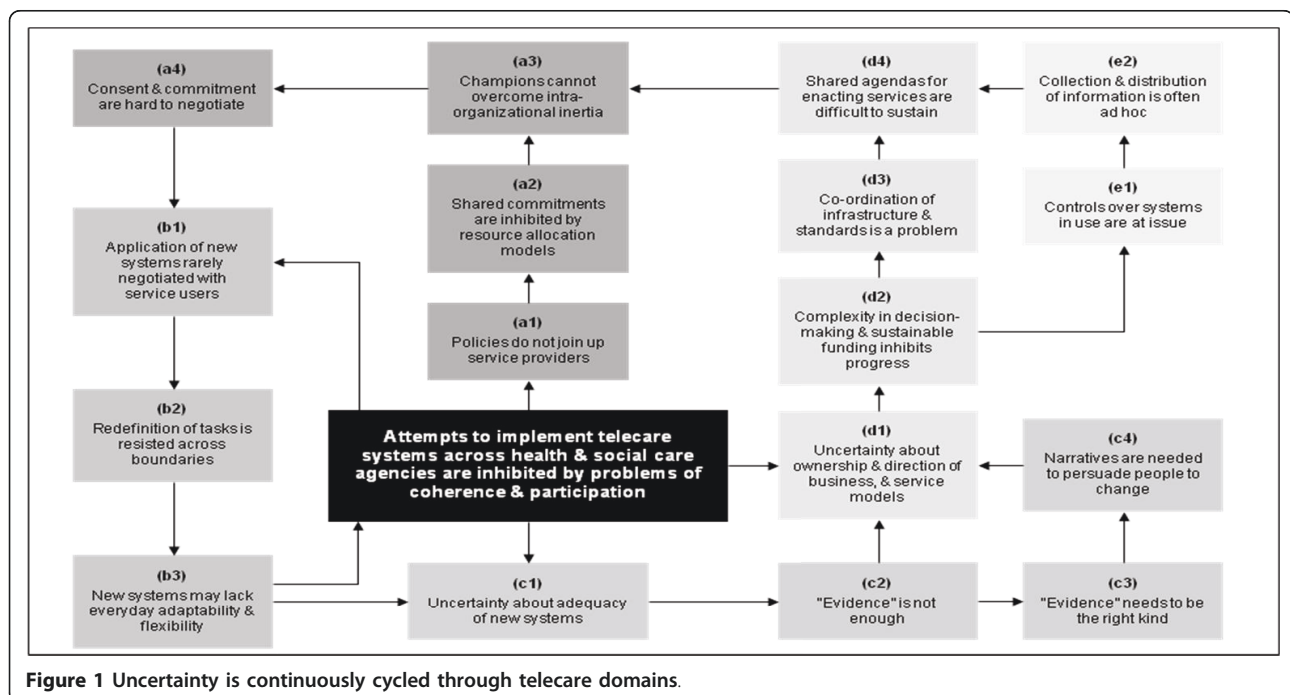 (a4)
Consent & commitment
are hard to negotiate
(a3)
Champions cannot
overcome intra-
organizational inertia
(d4)
Shared agendas for
enacting services are
difficult to sustain
(e2)
Collection & distribution
of information is often
ad hoc
(a2)
Shared commitments
are inhibited by
resource allocation
models
(d3)
Co-ordination of
infrastructure &
standards is a problem
(e1)
Controls over systems
in use are at issue
(b1)
Application of new
systems rarely
negotiated with
service users
(a1)
Policies do not join up
service providers
(d2)
Complexity in decision-
making & sustainable
funding inhibits
progress
(b2)
Redefinition of tasks is
resisted across
boundaries
Attempts to implement telecare
systems across health & social care
agencies are inhibited by problems of
coherence & participation
(d1)
Uncertainty about
ownership & direction of
business, & service
models
(c4)
Narratives are needed
to persuade people to
change
(b3)
New systems may lack
everyday adaptability &
flexibility
(c1)
Uncertainty about adequacy
of new systems
(c2)
"Evidence" is not
enough
(c3)
"Evidence" needs to be
the right kind
Figure 1 Uncertainty is continuously cycled through telecare domains.